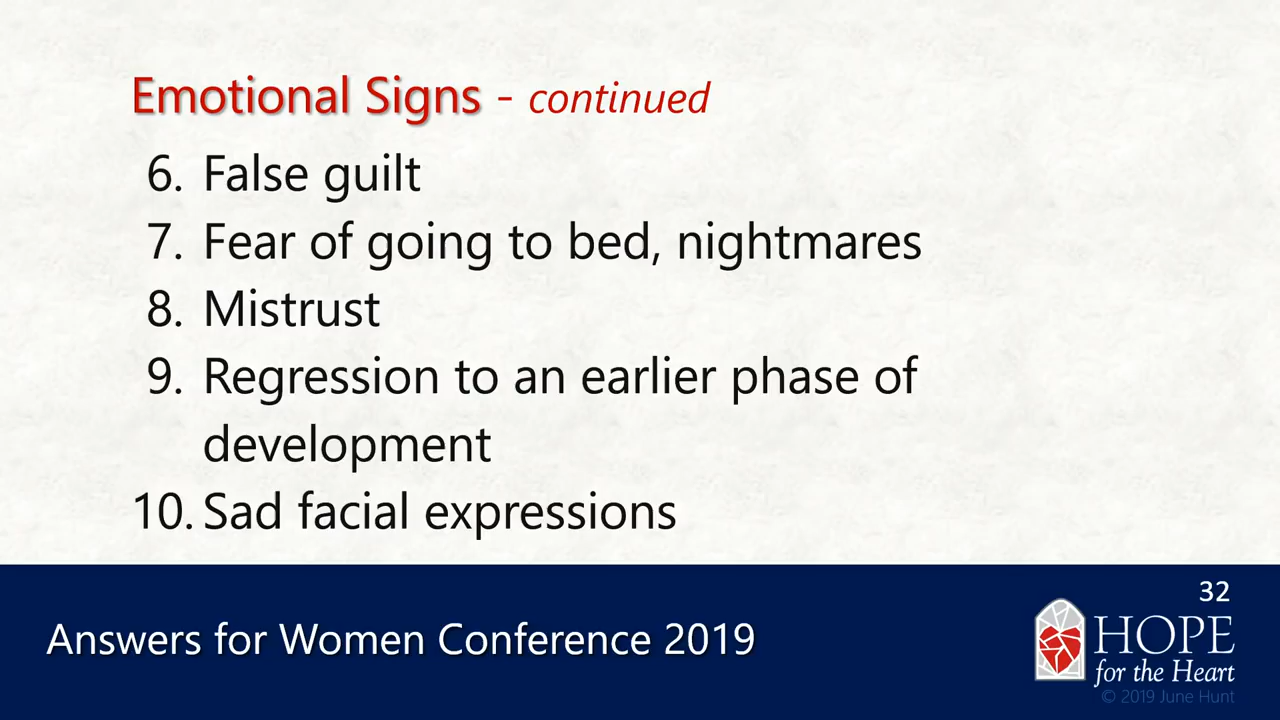 Emotional Signs - continued
6. False guilt
7. Fear of going to bed, nightmares
8. Mistrust
9. Regression to an earlier phase of
development
10. Sad facial expressions
32
Answers for Women Conference 2019
HOPE
for the Heart
© 2019 June Hunt